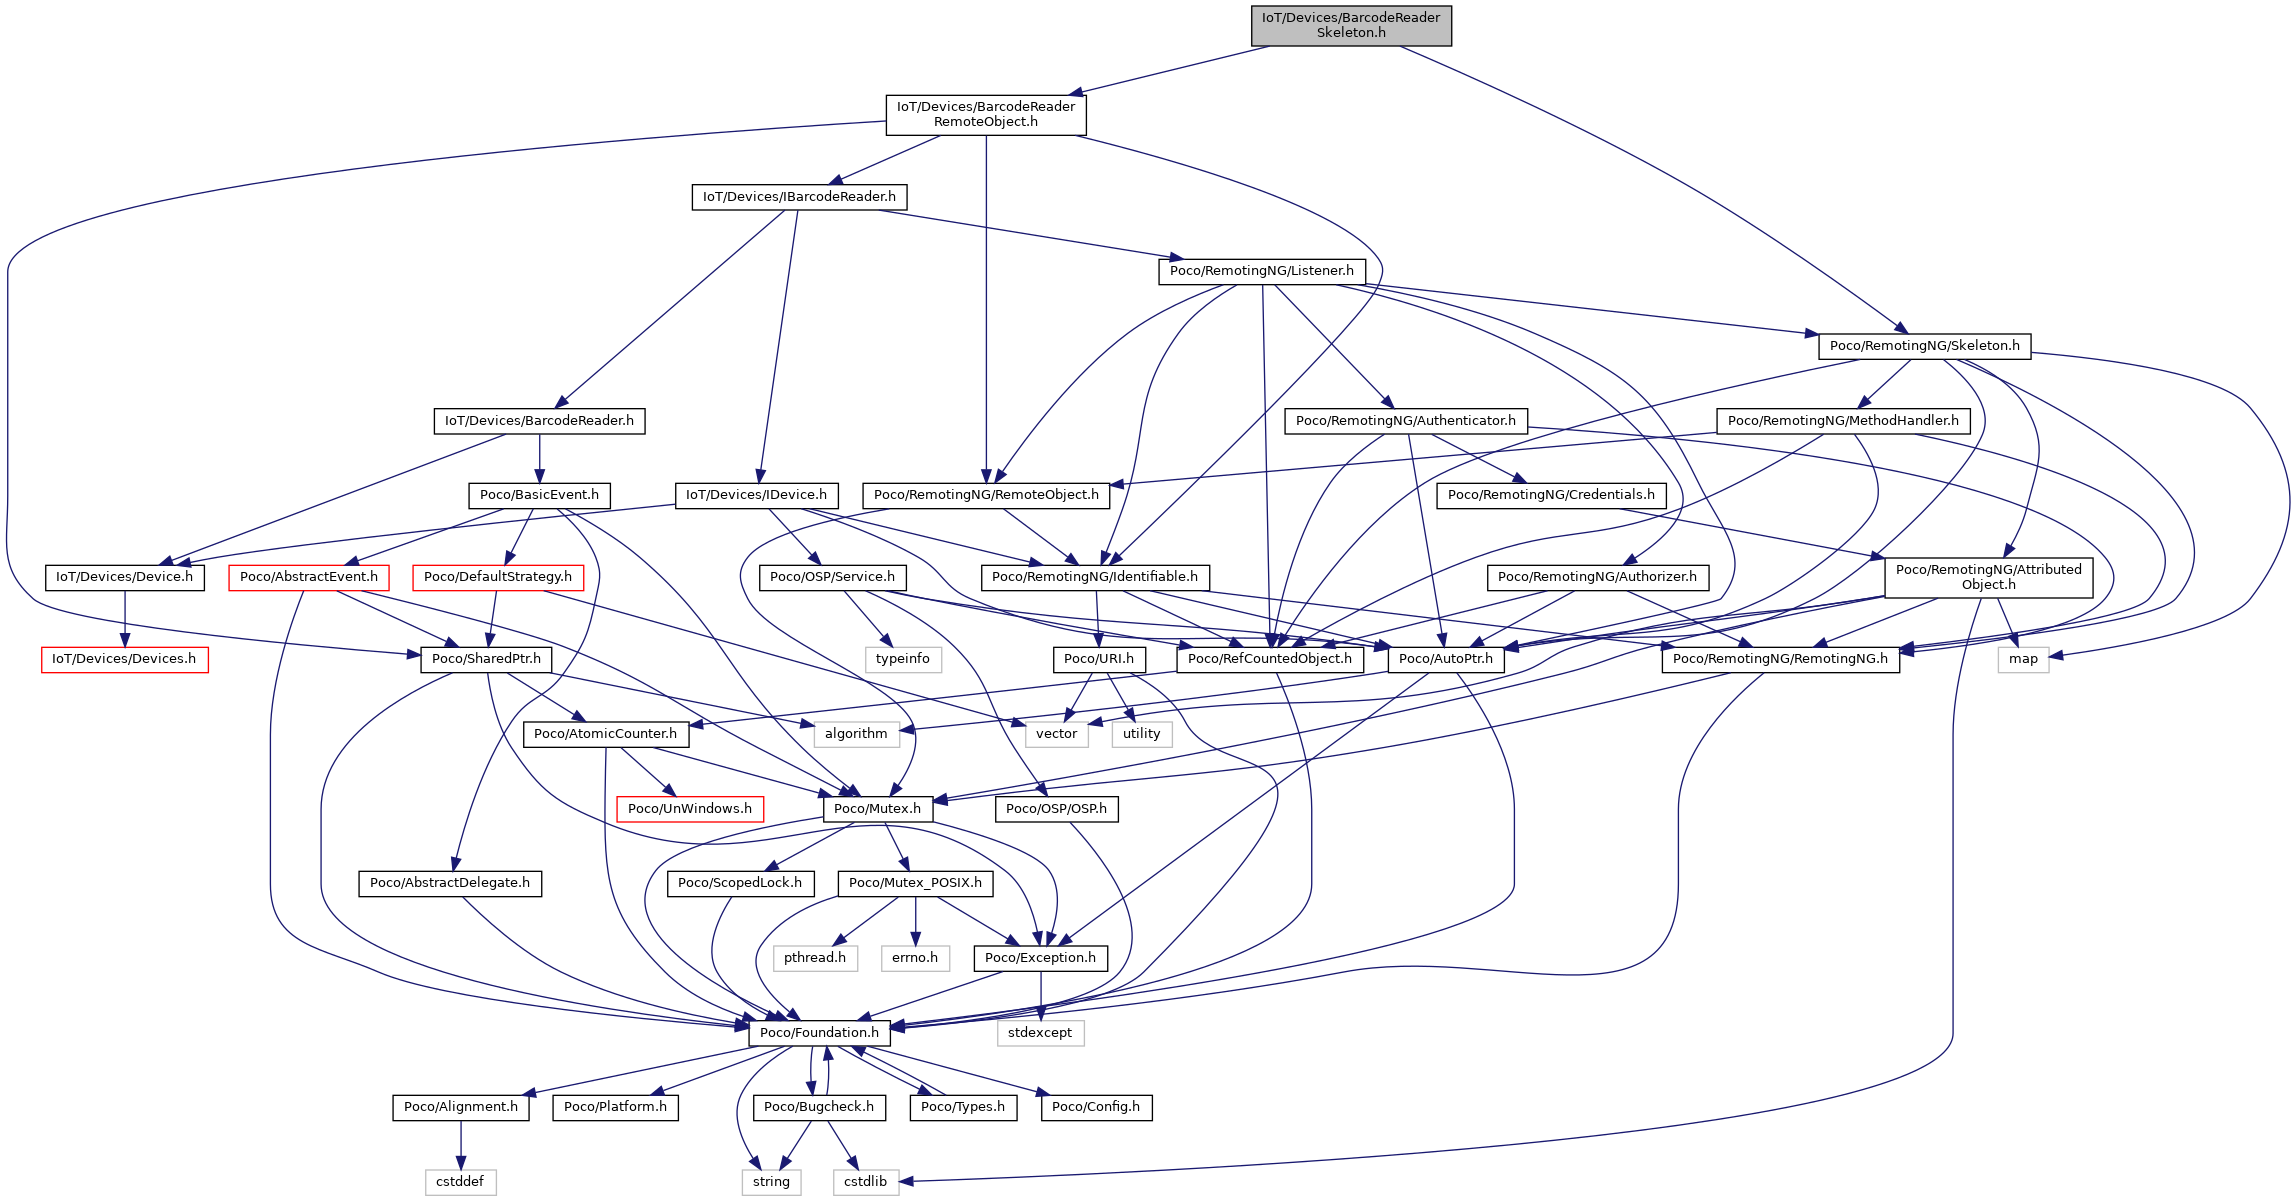 IoT/Devices/BarcodeReader
Skeleton.h
IoT/Devices/BarcodeReader
RemoteObject.h
IoT/Devices/IBarcodeReader.h
Poco/RemotingNG/Listener.h
Poco/RemotingNG/Skeleton.h
IoT/Devices/BarcodeReader.h
Poco/RemotingNG/Authenticator.h
Poco/RemotingNG/MethodHandler.h
Poco/BasicEvent.h
IoT/Devices/IDevice.h
Poco/RemotingNG/RemoteObject.h
Poco/RemotingNG/Credentials.h
IoT/Devices/Device.h
Poco/AbstractEvent.h
Poco/DefaultStrategy.h
Poco/OSP/Service.h
Poco/RemotingNG/Identifiable.h
Poco/RemotingNG/Authorizer.h
Poco/RemotingNG/Attributed
Object.h
IoT/Devices/Devices.h
Poco/SharedPtr.h
typeinfo
Poco/URI.h
Poco/RefCountedObject.h
Poco/AutoPtr.h
Poco/RemotingNG/RemotingNG.h
map
Poco/AtomicCounter.h
algorithm
vector
utility
Poco/UnWindows.h
Poco/Mutex.h
Poco/OSP/OSP.h
Poco/AbstractDelegate.h
Poco/ScopedLock.h
Poco/Mutex_POSIX.h
pthread.h
errno.h
Poco/Exception.h
Poco/Foundation.h
stdexcept
Poco/Alignment.h
Poco/Platform.h
Poco/Bugcheck.h
Poco/Types.h
Poco/Config.h
cstddef
string
cstdlib